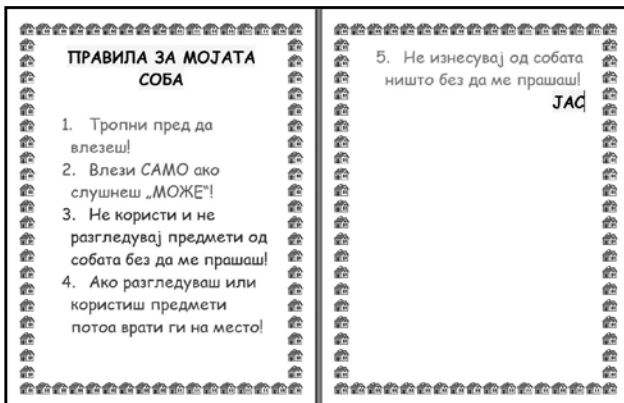 ПРАВИЛА ЗА МОЈАТА
СОБА
1. Тропни пред да
влезеш!
2. Влези САМО ако
слушнеш „МОЖЕ“!
3. Не користи и не
разгледувај предмети од
собата без да ме прашаш!
4. Ако разгледуваш или
користиш предмети
потоа врати ги на место!
5. Не изнесувај од собата
ништо без да ме прашаш!
ЈАС